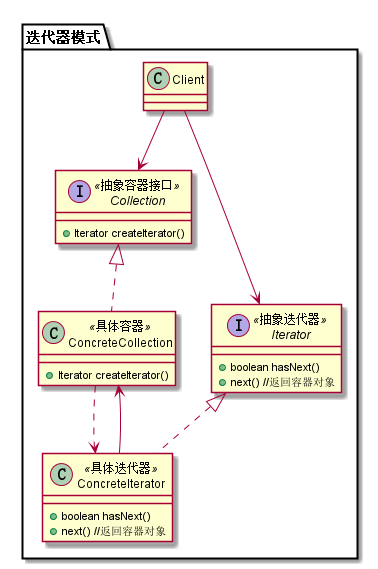 迭代器模式
C Client
I «抽象容器接口»
Collection
Iterator createIterator()
C «具体容器»
ConcreteCollection
Iterator createIterator()
I «抽象迭代器»
Iterator
boolean hasNext()
next() //返回容器对象
C «具体迭代器»
ConcreteIterator
boolean hasNext()
next() //返回容器对象